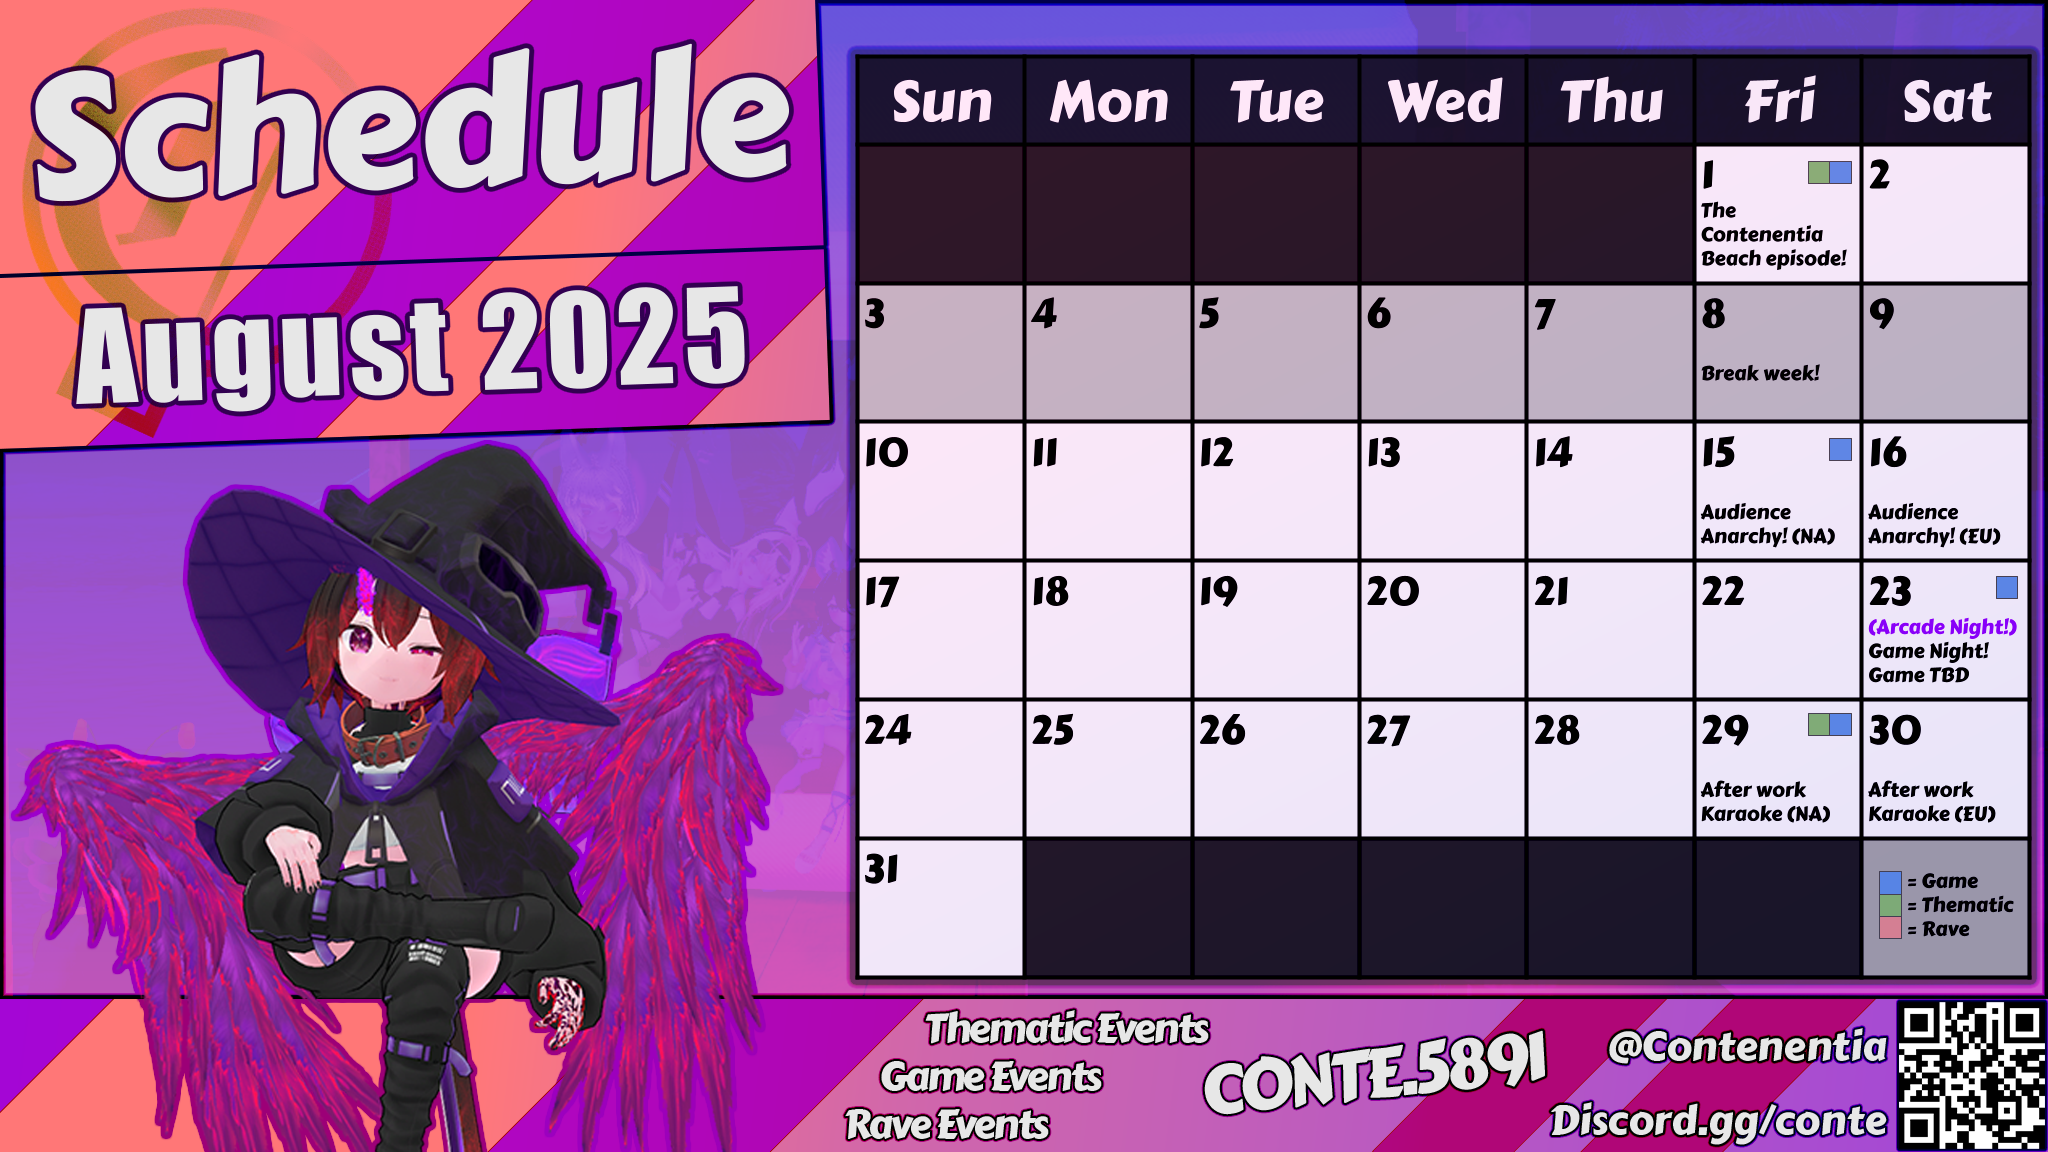 Schedule
August 2025
Sun Mon Tue Wed Thu Fri Sat
1 2
The
Contenentia
Beach episode!
3 4 5 6 7 8 9
Break week!
10 11 12 13 14 15 16
Audience
Anarchy! (NA)
Audience
Anarchy! (EU)
17 18 19 20 21 22 23
(Arcade Night!)
Game Night!
Game TBD
24 25 26 27 28 29 30
After work
Karaoke (NA)
After work
Karaoke (EU)
31
= Game
= Thematic
= Rave
Thematic Events
Game Events
Rave Events
CONTE.5891
@Contenentia
Discord.gg/conte